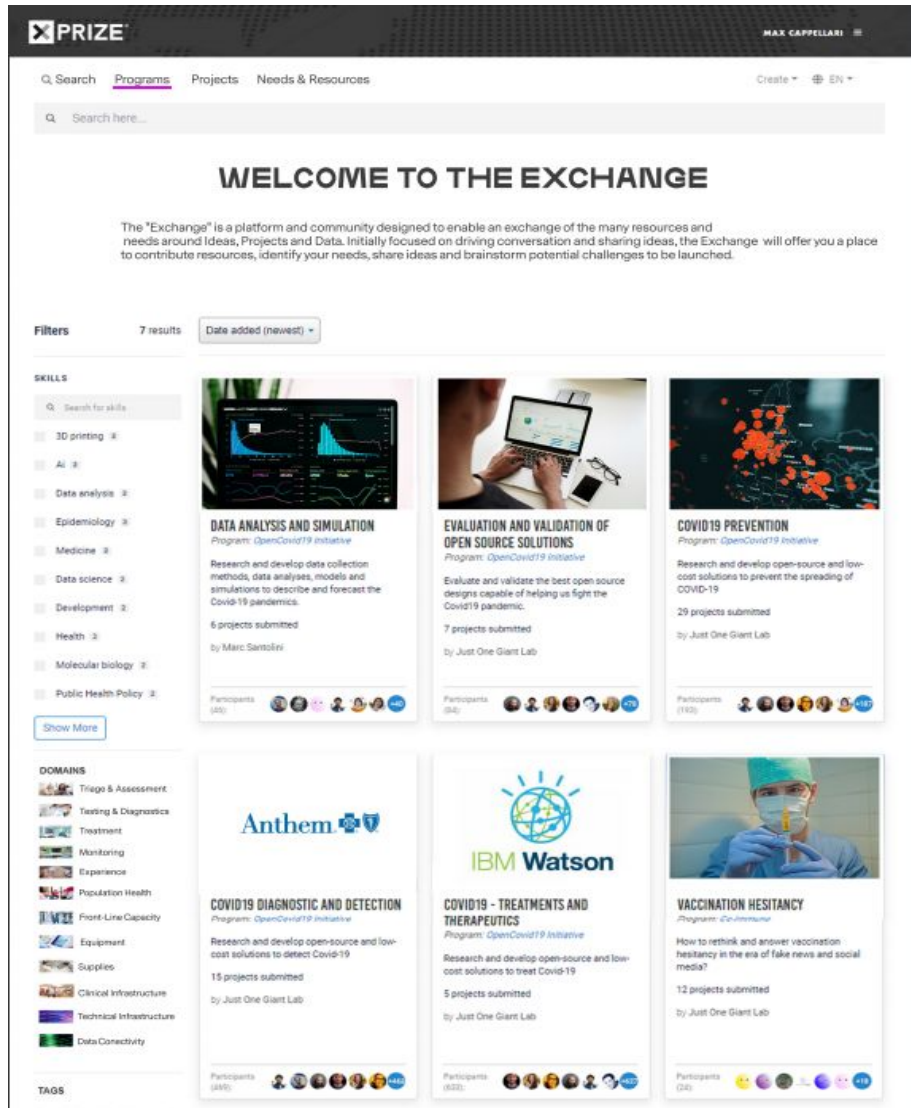 XPRIZE
MAX CAPPELLARI
Search Programs Projects Needs & Resources
Create EN
Search here...
WELCOME TO THE EXCHANGE
The "Exchange" is a platform and community designed to enable an exchange of the many resources and
needs around Ideas, Projects and Data. Initially focused on driving conversation and sharing ideas, the Exchange will offer you a place
to contribute resources, identify your needs, share ideas and brainstorm potential challenges to be launched.
Filters 7 results Date added (newest)
SKILLS
Search for skills
3D printing
Ai
Data analysis
Epidemiology
Medicine
Data science 2
Development 2
Health 2
Molecular biology 2
Public Health Policy 2
Show More
DOMAINS
Triage & Assessment
Testing & Diagnostics
Treatment
Monitoring
Experience
Population Health
Front-Line Capacity
Equipment
Supplies
Clinical Infrastructure
Technical Infrastructure
Data Conectivity
TAGS
DATA ANALYSIS AND SIMULATION
Program: OpenCovid19 Initiative
Research and develop data collection
methods, data analyses, models and
simulations to describe and forecast the
Covid-19 pandemics.
6 projects submitted
by Marc Santolini
Participants
+40
EVALUATION AND VALIDATION OF
OPEN SOURCE SOLUTIONS
Program: OpenCovid19 Initiative
Evaluate and validate the best open source
designs capable of helping us fight the
Covid19 pandemic.
7 projects submitted
by Just One Giant Lab
Participants
(84):
+78
COVID19 PREVENTION
Program: OpenCovid19 Initiative
Research and develop open-source and low-
cost solutions to prevent the spreading of
COVID-19
29 projects submitted
by Just One Giant Lab
Participants
(193):
+187
Anthem
COVID19 DIAGNOSTIC AND DETECTION
Program: OpenCovid19 Initiative
Research and develop open-source and low-
cost solutions to detect Covid-19
15 projects submitted
by Just One Giant Lab
Participants
IBM Watson
COVID19 - TREATMENTS AND
THERAPEUTICS
Program: OpenCovid19 Initiative
Research and develop open-source and low-
cost solutions to treat Covid-19
5 projects submitted
by Just One Giant Lab
Participants
(633):
+627
VACCINATION HESITANCY
Program: Co-Immune
How to rethink and answer vaccination
hesitancy in the era of fake news and social
media?
12 projects submitted
by Just One Giant Lab
Participants
(24):
+18